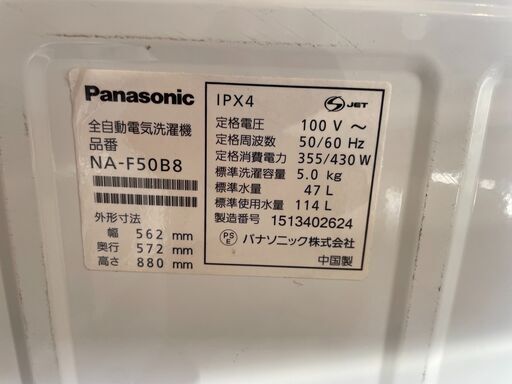 Panasonic
全自動電気洗濯機
品番
NA-F50B8
外形寸法
幅 562 mm
奥行 572 mm
高さ 880 mm
IPX4
S JET
定格電圧 100 V ～
定格周波数 50/60 Hz
定格消費電力 355/430 W
標準洗濯容量 5.0 kg
標準水量 47 L
標準使用水量 114 L
製造番号 1513402624
PS E パナソニック株式会社
中国製